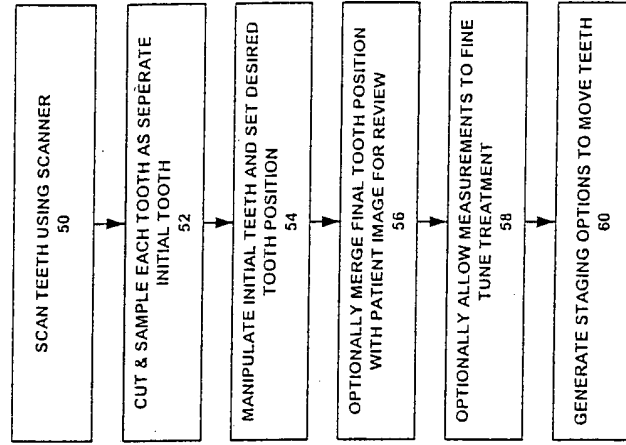 SCAN TEETH USING SCANNER
50
CUT & SAMPLE EACH TOOTH AS SEPERATE
INITIAL TOOTH
52
MANIPULATE INITIAL TEETH AND SET DESIRED
TOOTH POSITION
54
OPTIONALLY MERGE FINAL TOOTH POSITION
WITH PATIENT IMAGE FOR REVIEW
56
OPTIONALLY ALLOW MEASUREMENTS TO FINE
TUNE TREATMENT
58
GENERATE STAGING OPTIONS TO MOVE TEETH
60